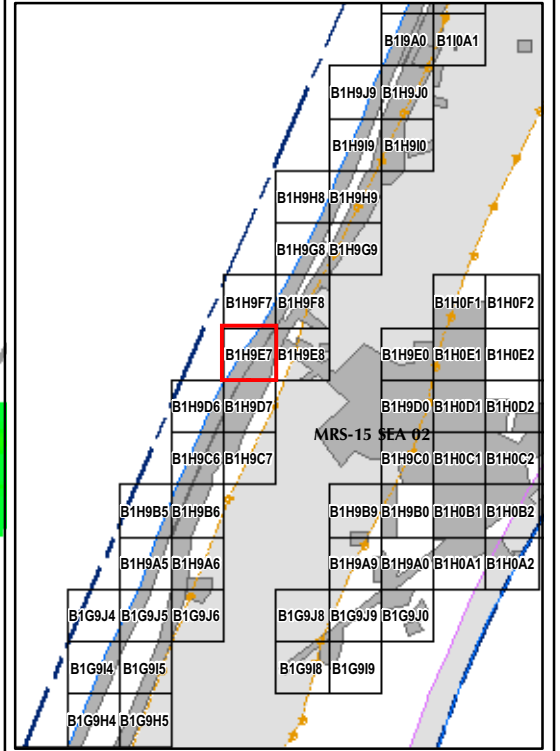 B1I9A0 B1I0A1
B1H9J9 B1H9J0
B1H9I9 B1H9I0
B1H9H8 B1H9H9
B1H9G8 B1H9G9
B1H9F7 B1H9F8 B1H0F1 B1H0F2
B1H9E7 B1H9E8 B1H9E0 B1H0E1 B1H0E2
B1H9D6 B1H9D7 B1H9D0 B1H0D1 B1H0D2
MRS-15 SEA 02
B1H9C6 B1H9C7 B1H9C0 B1H0C1 B1H0C2
B1H9B5 B1H9B6 B1H9B9 B1H9B0 B1H0B1 B1H0B2
B1H9A5 B1H9A6 B1H9A9 B1H9A0 B1H0A1 B1H0A2
B1G9J4 B1G9J5 B1G9J6 B1G9J8 B1G9J9 B1G9J0
B1G9I4 B1G9I5 B1G9I8 B1G9I9
B1G9H4 B1G9H5